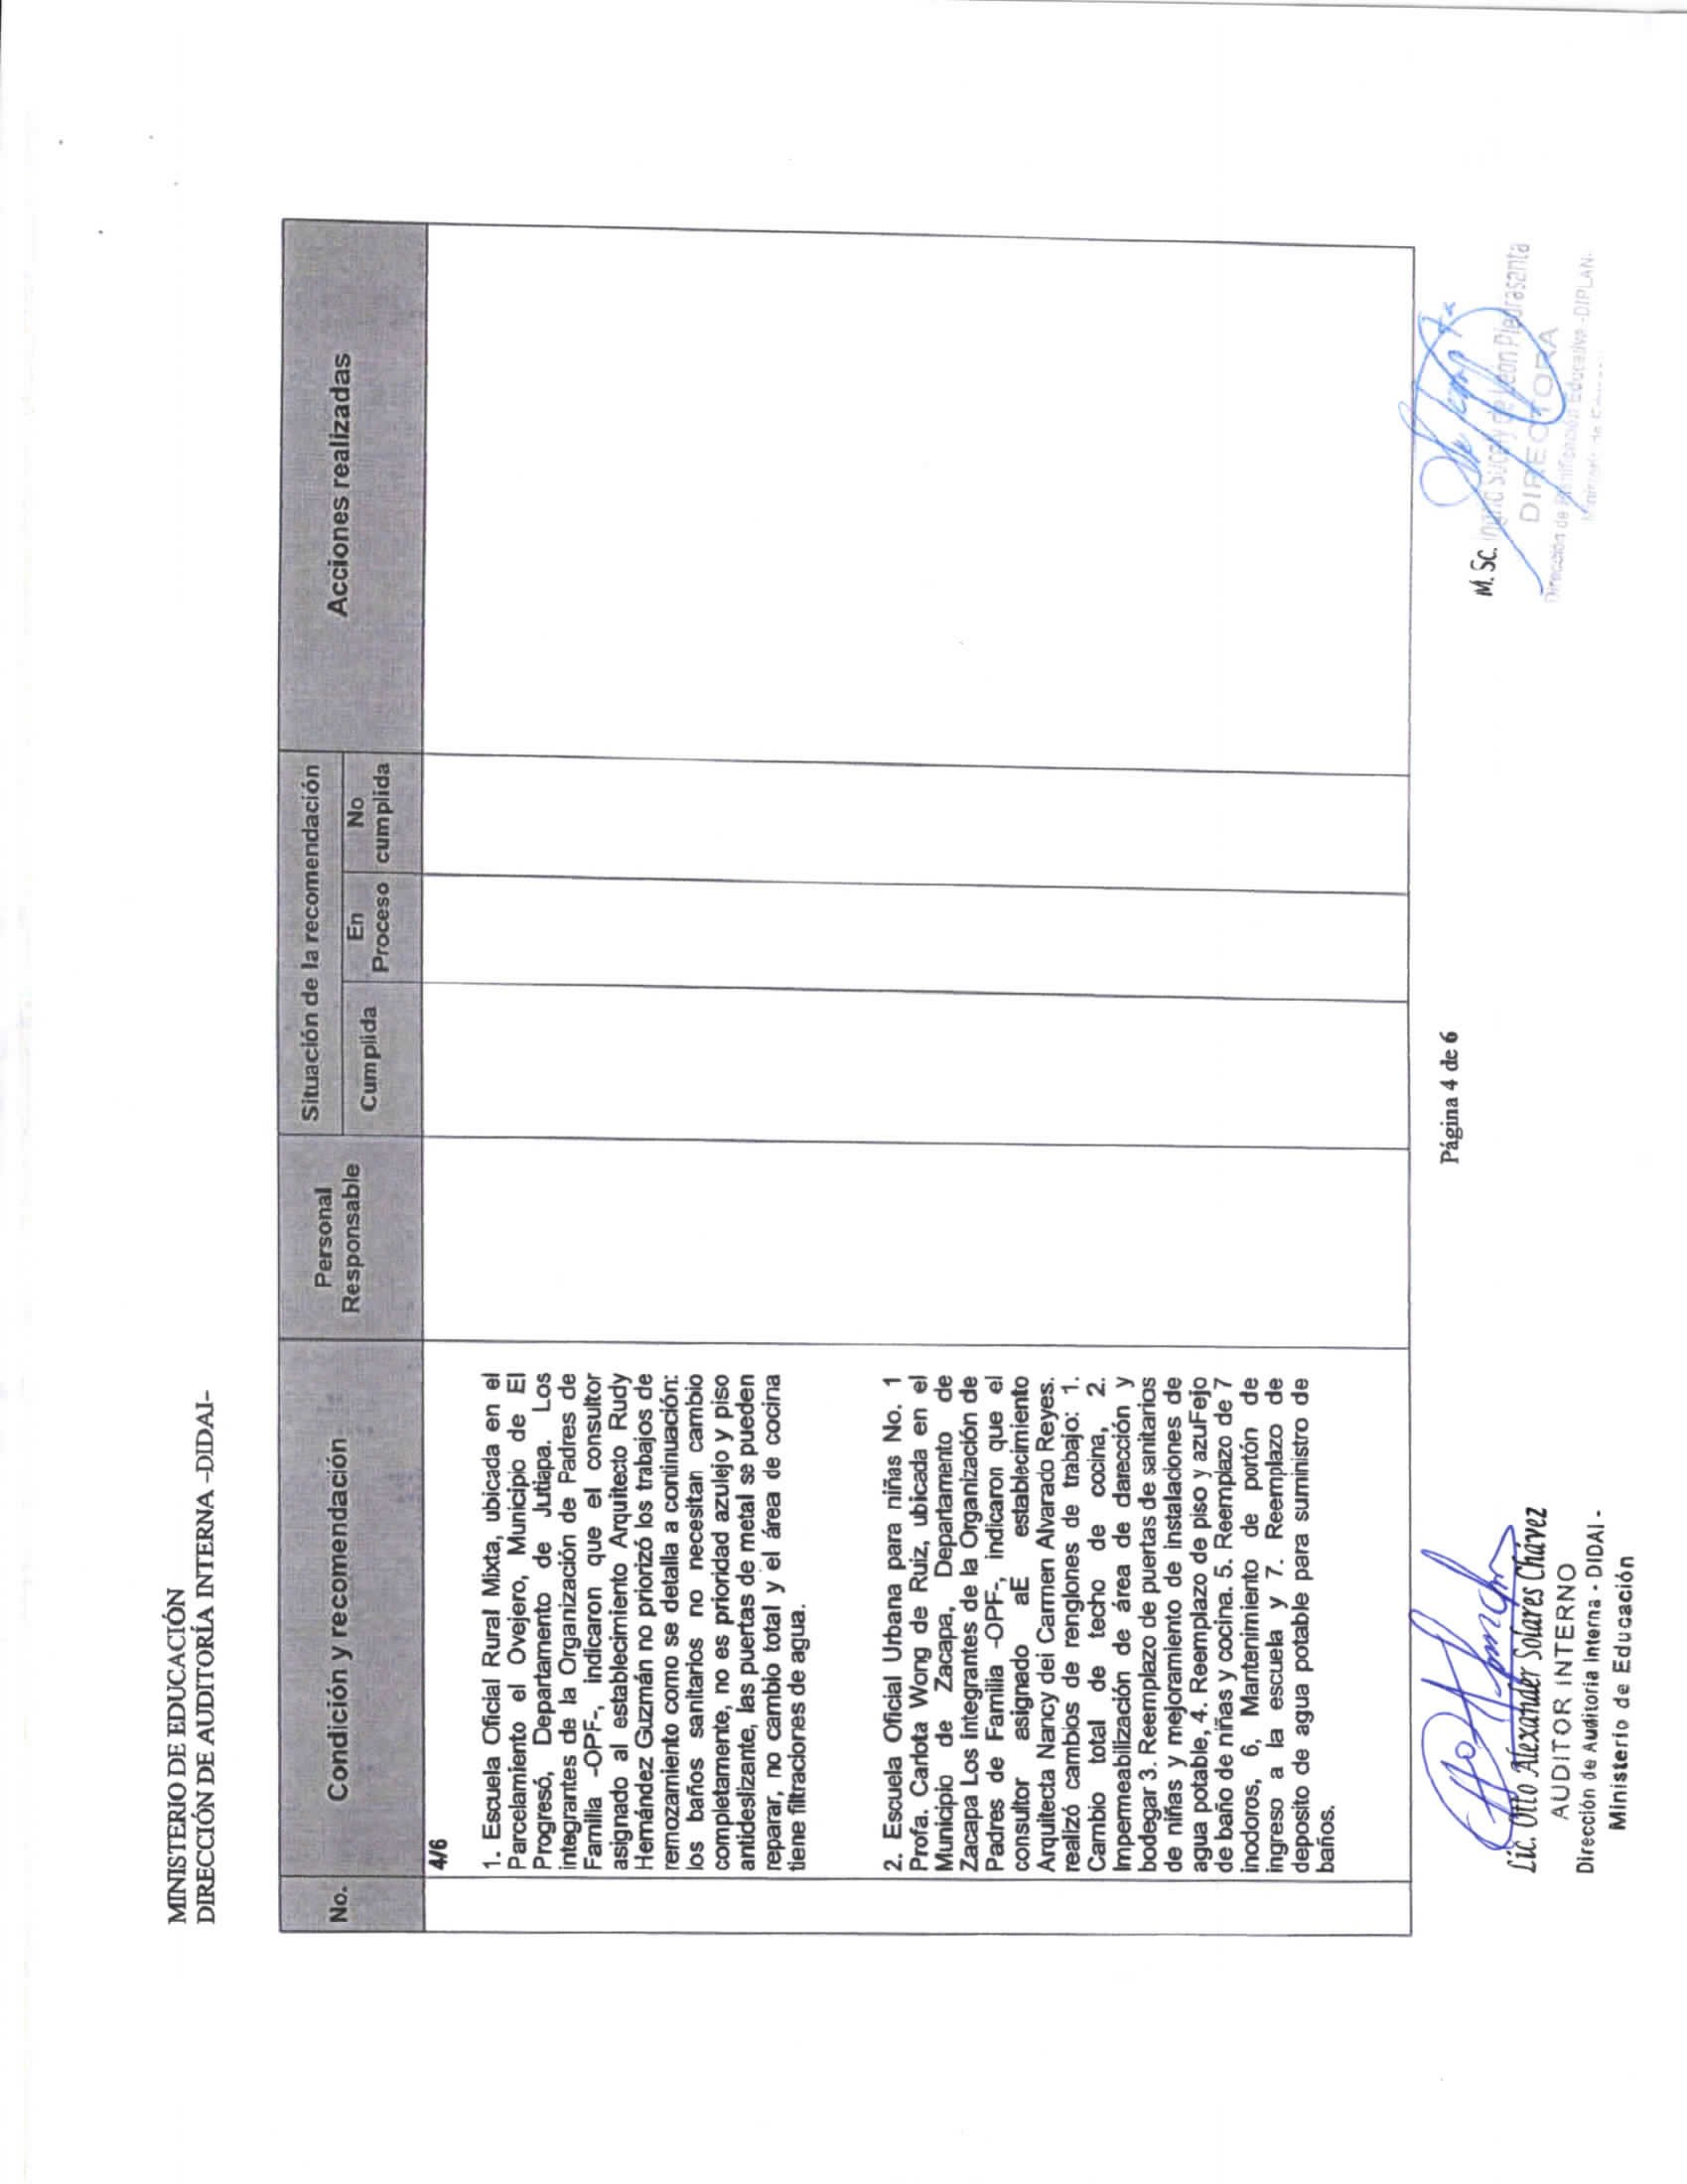 MINISTERIO DE EDUCACIÓN
DIRECCIÓN DE AUDITORÍA INTERNA –DIDAI-
No.
Condición y recomendación
Personal
Responsable
Situación de la recomendación
Cumplida
En
Proceso
No
cumplida
Acciones realizadas
4/6
1. Escuela Oficial Rural Mixta, ubicada en el
Parcelamiento el Ovejero, Municipio de El
Progresó, Departamento de Jutiapa. Los
integrantes de la Organización de Padres de
Familia -OPF-, indicaron que el consultor
asignado al establecimiento Arquitecto Rudy
Hernández Guzmán no priorizó los trabajos de
remozamiento como se detalla a continuación:
los baños sanitarios no necesitan cambio
completamente, no es prioridad azulejo y piso
antideslizante, las puertas de metal se pueden
reparar, no cambio total y el área de cocina
tiene filtraciones de agua.
2. Escuela Oficial Urbana para niñas No. 1
Profa. Carlota Wong de Ruiz, ubicada en el
Municipio de Zacapa, Departamento de
Zacapa Los integrantes de la Organización de
Padres de Familia -OPF-, indicaron que el
consultor asignado aE establecimiento
Arquitecta Nancy dei Carmen Alvarado Reyes.
realizó cambios de renglones de trabajo: 1.
Cambio total de techo de cocina, 2.
Impermeabilización de área de darección y
bodegar 3. Reemplazo de puertas de sanitarios
de niñas y mejoramiento de instalaciones de
agua potable, 4. Reemplazo de piso y azuFejo
de baño de niñas y cocina. 5. Reemplazo de 7
inodoros, 6, Mantenimiento de portón de
ingreso a la escuela y 7. Reemplazo de
deposito de agua potable para suministro de
baños.
Página 4 de 6
Lic. Otto Alexander Solares Chávez
AUDITOR INTERNO
Dirección de Auditoria Interna - DIDAI -
Ministerio de Educación
M. Sc. Ingrid de León Piedrasanta
DIRECTORA
Dirección de Planificación Educativa -DIPLAN-